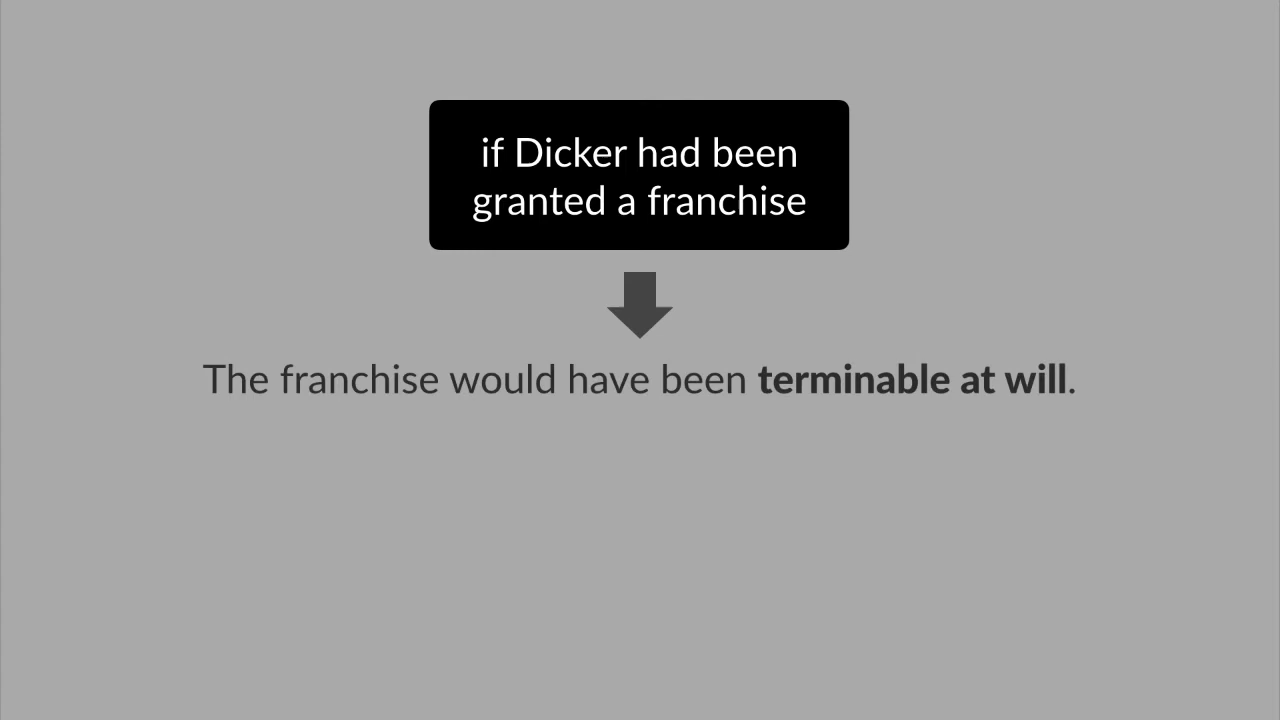 if Dicker had been
granted a franchise
The franchise would have been terminable at will.